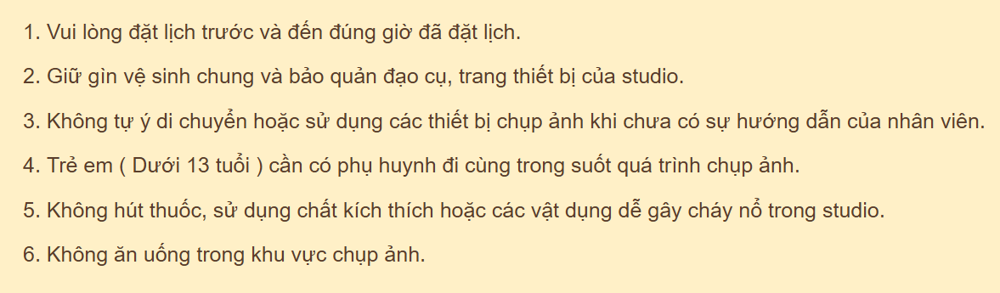 1. Vui lòng đặt lịch trước và đến đúng giờ đã đặt lịch.
2. Giữ gìn vệ sinh chung và bảo quản đạo cụ, trang thiết bị của studio.
3. Không tự ý di chuyển hoặc sử dụng các thiết bị chụp ảnh khi chưa có sự hướng dẫn của nhân viên.
4. Trẻ em ( Dưới 13 tuổi ) cần có phụ huynh đi cùng trong suốt quá trình chụp ảnh.
5. Không hút thuốc, sử dụng chất kích thích hoặc các vật dụng dễ gây cháy nổ trong studio.
6. Không ăn uống trong khu vực chụp ảnh.